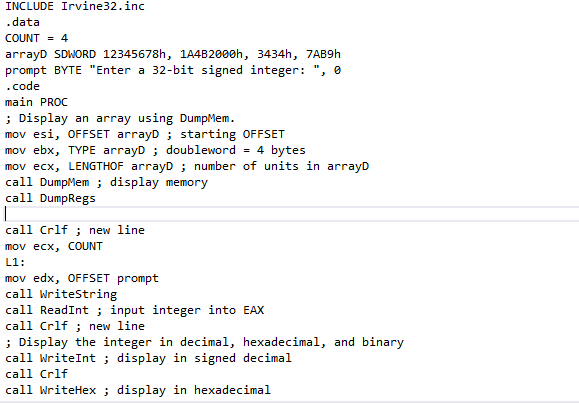 INCLUDE Irvine32.inc
.data
COUNT = 4
arrayD SDWORD 12345678h, 1A4B2000h, 3434h, 7AB9h
prompt BYTE "Enter a 32-bit signed integer: ", 0
.code
main PROC
; Display an array using DumpMem.
mov esi, OFFSET arrayD ; starting OFFSET
mov ebx, TYPE arrayD ; doubleword = 4 bytes
mov ecx, LENGTHOF arrayD ; number of units in arrayD
call DumpMem ; display memory
call DumpRegs
call Crlf ; new line
mov ecx, COUNT
L1:
mov edx, OFFSET prompt
call WriteString
call ReadInt ; input integer into EAX
call Crlf ; new line
; Display the integer in decimal, hexadecimal, and binary
call WriteInt ; display in signed decimal
call Crlf
call WriteHex ; display in hexadecimal